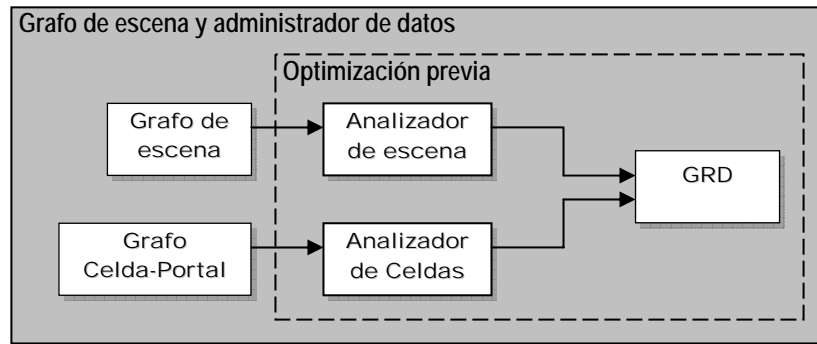 Grafo de escena y administrador de datos
Optimización previa
Grafo de
escena
Analizador
de escena
GRD
Grafo
Celda-Portal
Analizador
de Celdas